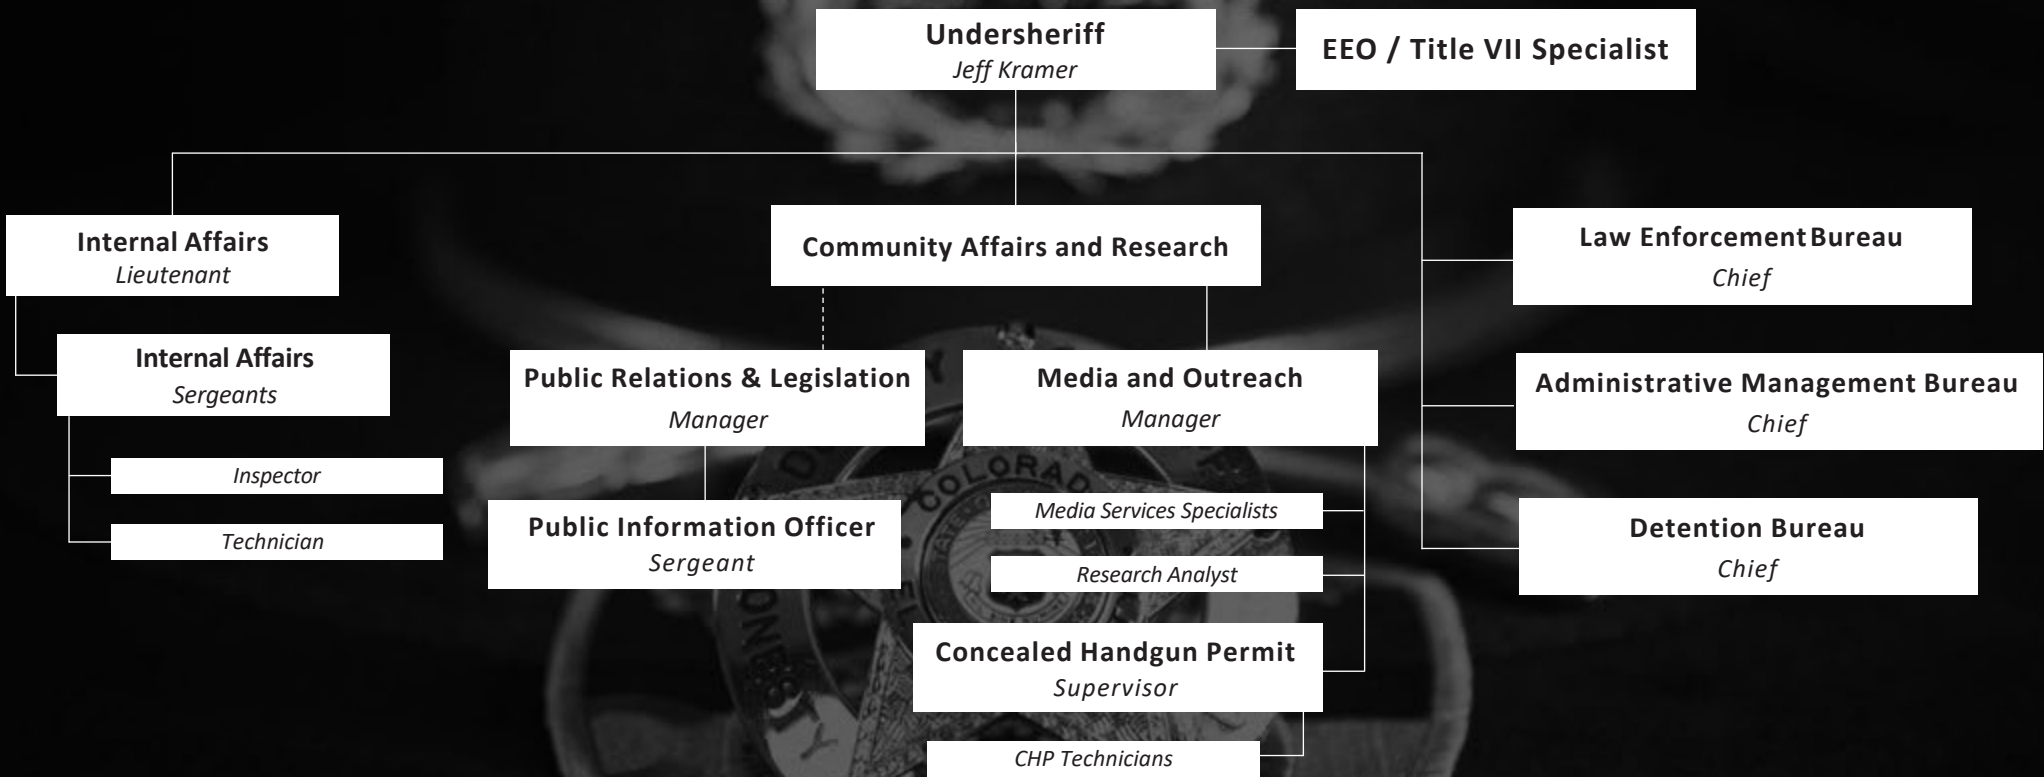 Undersheriff
Jeff Kramer
EEO / Title VII Specialist
Internal Affairs
Lieutenant
Internal Affairs
Sergeants
Inspector
Technician
Community Affairs and Research
Public Relations & Legislation
Manager
Public Information Officer
Sergeant
Media and Outreach
Manager
Media Services Specialists
Research Analyst
Concealed Handgun Permit
Supervisor
CHP Technicians
Law Enforcement Bureau
Chief
Administrative Management Bureau
Chief
Detention Bureau
Chief
COLORAD